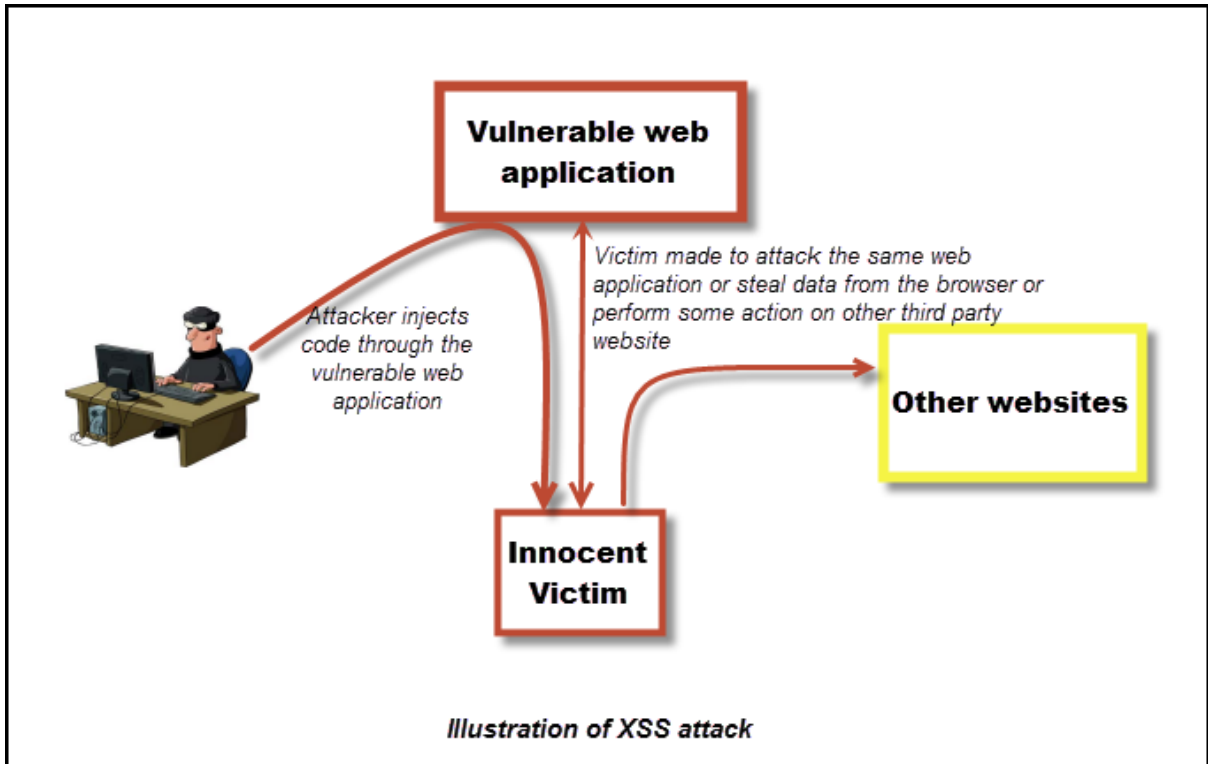 Vulnerable web
application
Victim made to attack the same web
application or steal data from the browser or
perform some action on other third party
website
Attacker injects
code through the
vulnerable web
application
Other websites
Innocent
Victim
Illustration of XSS attack